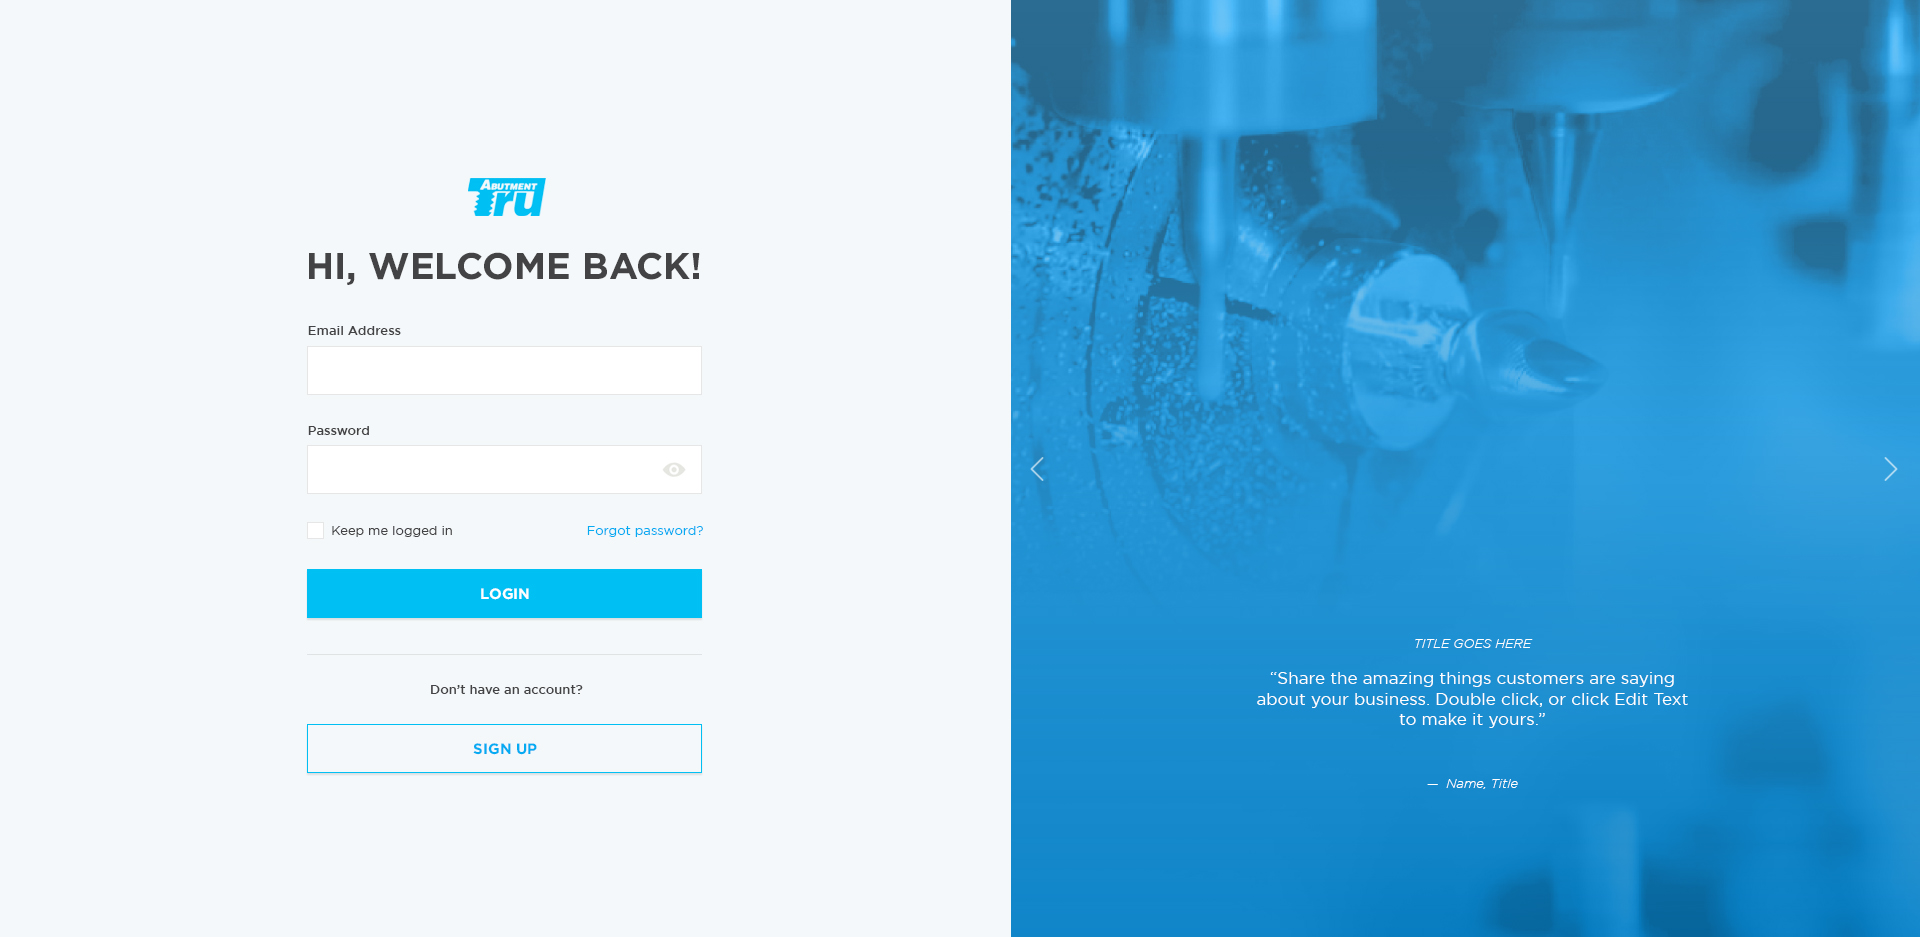 ABUTMENT
Tru
HI, WELCOME BACK!
Email Address
Password
Keep me logged in
Forgot password?
LOGIN
Don’t have an account?
SIGN UP
TITLE GOES HERE
“Share the amazing things customers are saying
about your business. Double click, or click Edit Text
to make it yours.”
— Name, Title